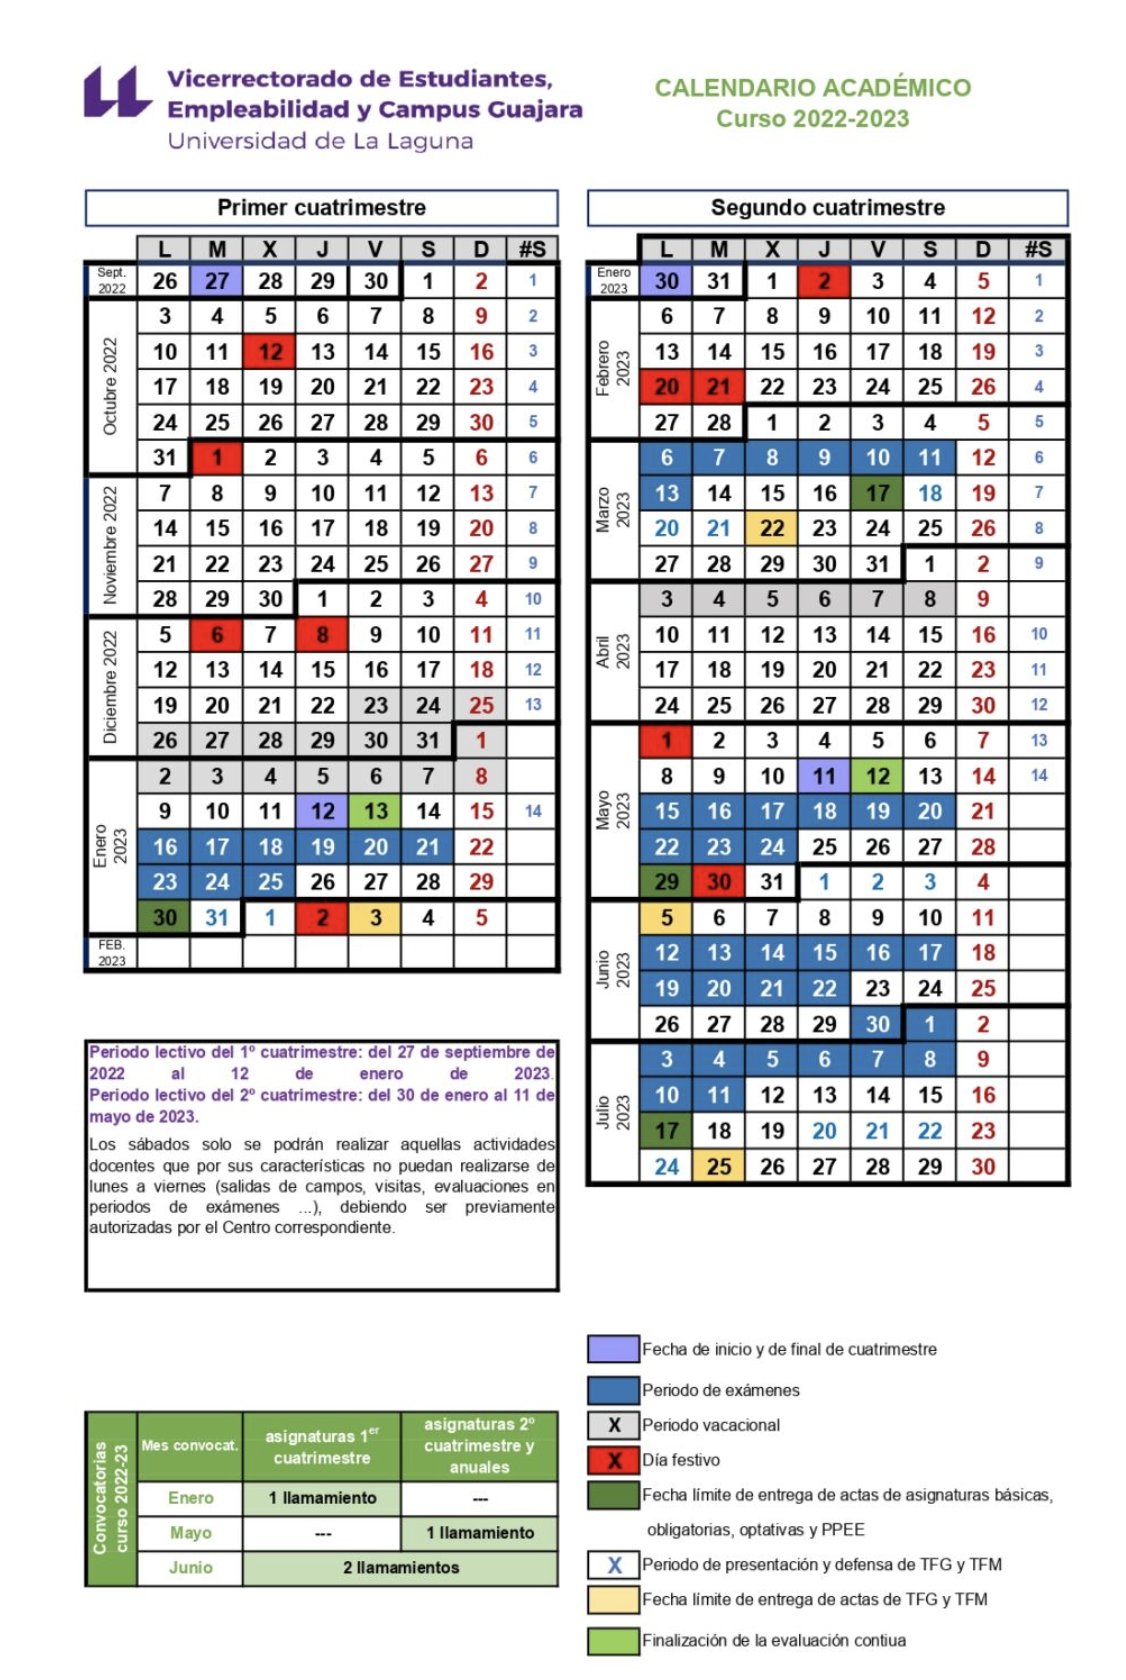 Vicerrectorado de Estudiantes,
Empleabilidad y Campus Guajara
Universidad de La Laguna
CALENDARIO ACADÉMICO
Curso 2022-2023
Primer cuatrimestre
L M X J V S D #S
Sept. 2022 26 27 28 29 30 1 2 1
Octubre 2022
3 4 5 6 7 8 9 2
10 11 12 13 14 15 16 3
17 18 19 20 21 22 23 4
24 25 26 27 28 29 30 5
31 1 2 3 4 5 6 6
Noviembre 2022
7 8 9 10 11 12 13 7
14 15 16 17 18 19 20 8
21 22 23 24 25 26 27 9
28 29 30 1 2 3 4 10
Diciembre 2022
5 6 7 8 9 10 11 11
12 13 14 15 16 17 18 12
19 20 21 22 23 24 25 13
26 27 28 29 30 31 1
Enero 2023
2 3 4 5 6 7 8
9 10 11 12 13 14 15 14
16 17 18 19 20 21 22
23 24 25 26 27 28 29
30 31 1 2 3 4 5
FEB. 2023
Segundo cuatrimestre
L M X J V S D #S
Enero 2023 30 31 1 2 3 4 5 1
Febrero 2023
6 7 8 9 10 11 12 2
13 14 15 16 17 18 19 3
20 21 22 23 24 25 26 4
27 28 1 2 3 4 5 5
Marzo 2023
6 7 8 9 10 11 12 6
13 14 15 16 17 18 19 7
20 21 22 23 24 25 26 8
27 28 29 30 31 1 2 9
Abril 2023
3 4 5 6 7 8 9
10 11 12 13 14 15 16 10
17 18 19 20 21 22 23 11
24 25 26 27 28 29 30 12
Mayo 2023
1 2 3 4 5 6 7 13
8 9 10 11 12 13 14 14
15 16 17 18 19 20 21
22 23 24 25 26 27 28
29 30 31 1 2 3 4
Junio 2023
5 6 7 8 9 10 11
12 13 14 15 16 17 18
19 20 21 22 23 24 25
26 27 28 29 30 1 2
Julio 2023
3 4 5 6 7 8 9
10 11 12 13 14 15 16
17 18 19 20 21 22 23
24 25 26 27 28 29 30
Periodo lectivo del 1º cuatrimestre: del 27 de septiembre de
2022 al 12 de enero de 2023.
Periodo lectivo del 2º cuatrimestre: del 30 de enero al 11 de
mayo de 2023.
Los sábados solo se podrán realizar aquellas actividades
docentes que por sus características no puedan realizarse de
lunes a viernes (salidas de campos, visitas, evaluaciones en
periodos de exámenes ...), debiendo ser previamente
autorizadas por el Centro correspondiente.
Convocatorias
curso 2022-23
Mes convocat. asignaturas 1er cuatrimestre asignaturas 2º cuatrimestre y anuales
Enero 1 llamamiento ---
Mayo --- 1 llamamiento
Junio 2 llamamientos
Fecha de inicio y de final de cuatrimestre
Periodo de exámenes
X Periodo vacacional
X Día festivo
Fecha límite de entrega de actas de asignaturas básicas,
obligatorias, optativas y PPEE
X Periodo de presentación y defensa de TFG y TFM
Fecha límite de entrega de actas de TFG y TFM
Finalización de la evaluación contiua